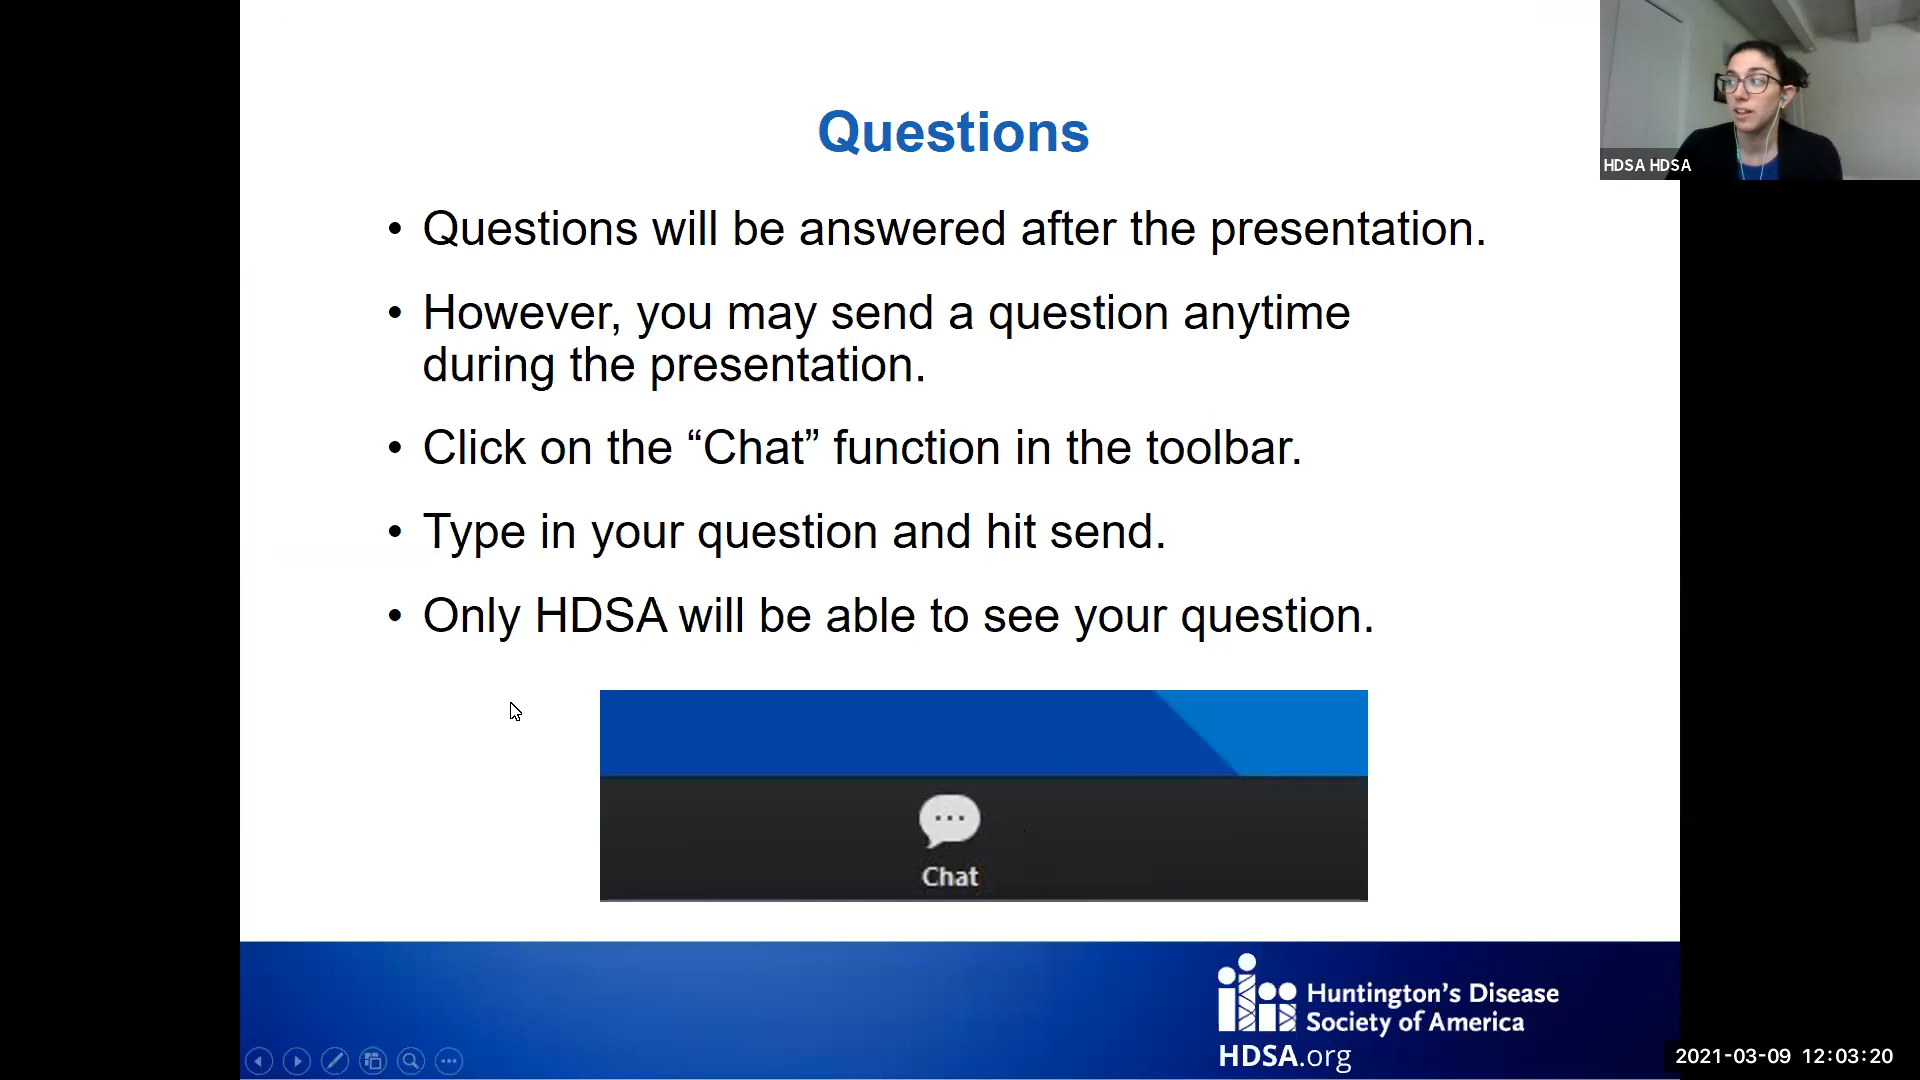 Questions
HDSA HDSA
• Questions will be answered after the presentation.
• However, you may send a question anytime
during the presentation.
• Click on the “Chat” function in the toolbar.
• Type in your question and hit send.
• Only HDSA will be able to see your question.
Chat
Huntington’s Disease
Society of America
HDSA.org
2021-03-09 12:03:20